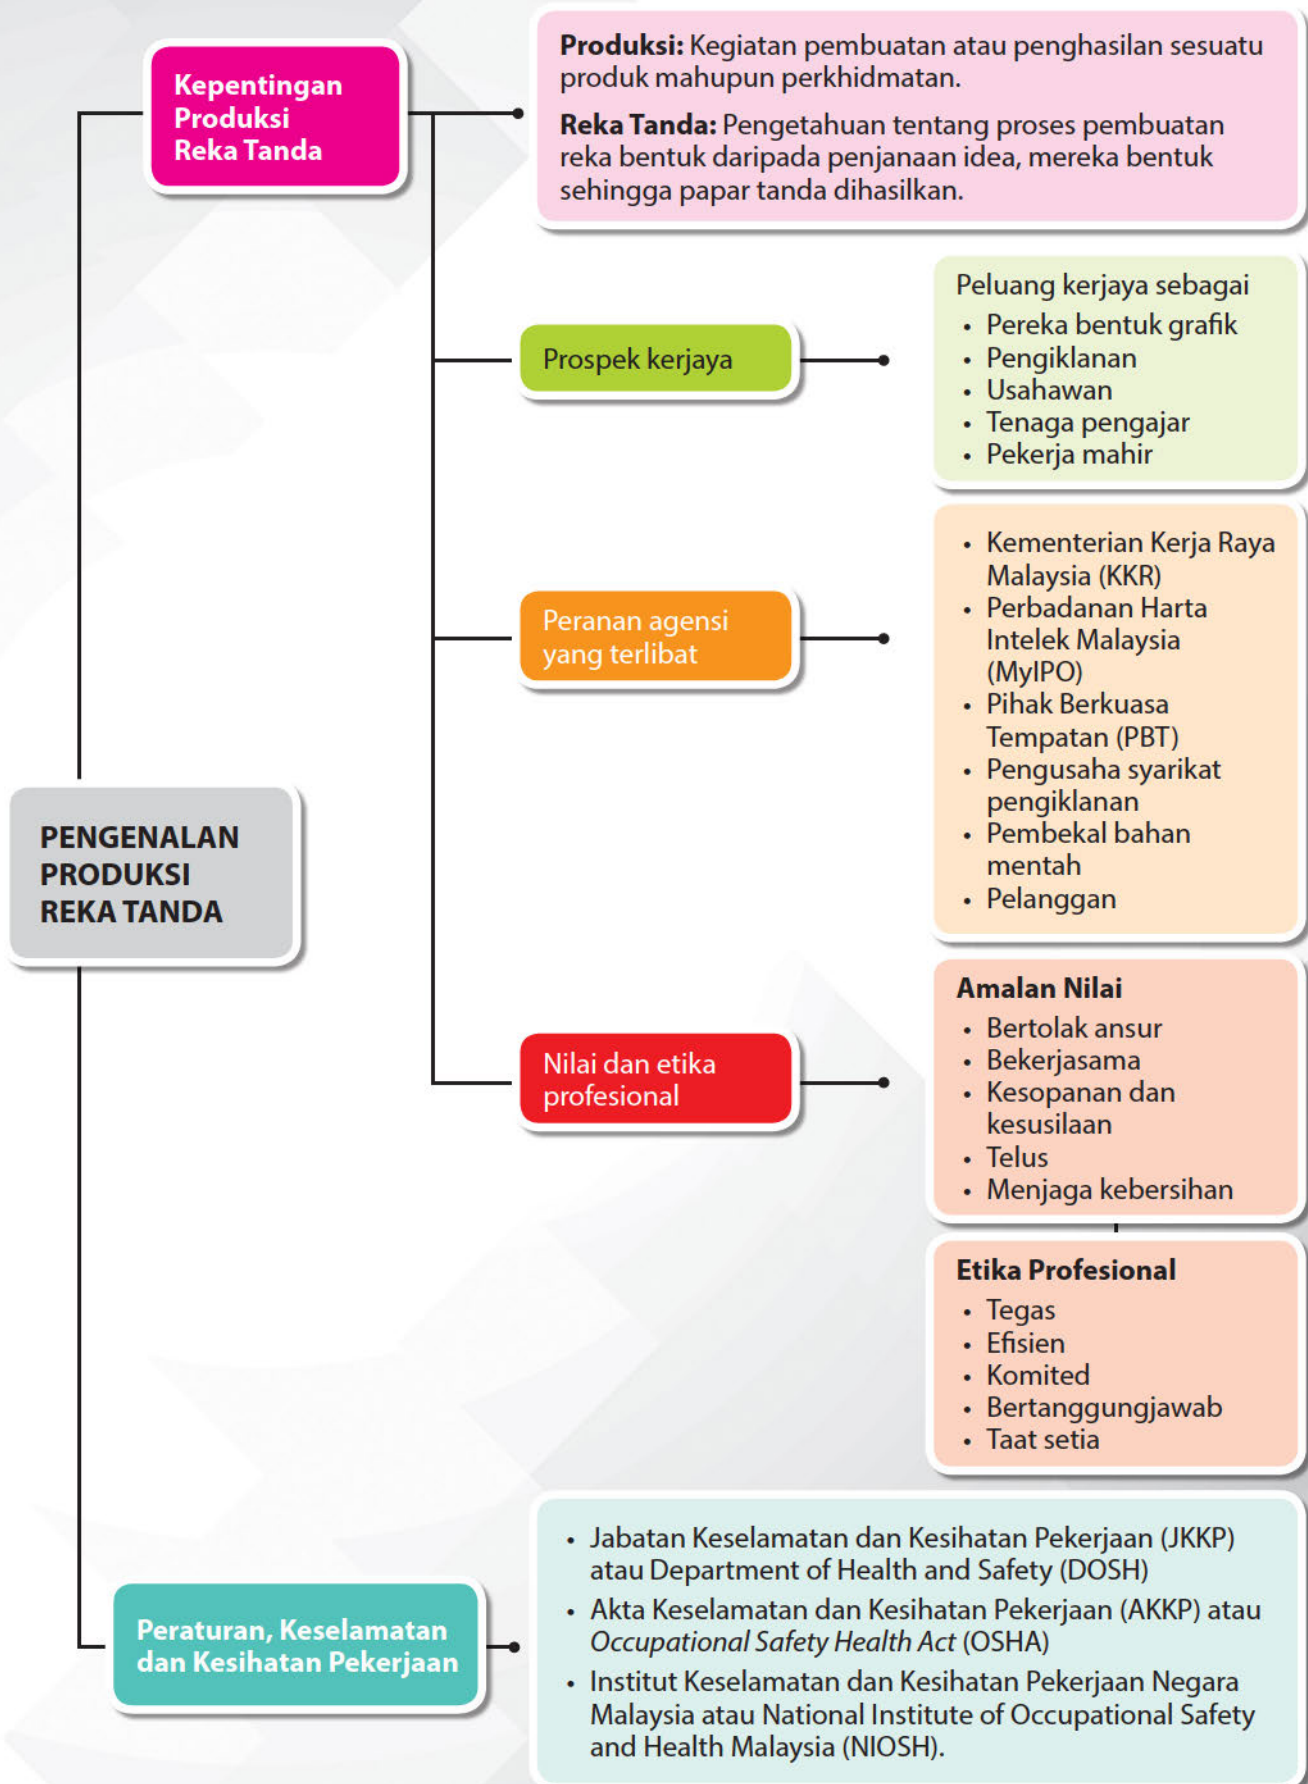 Kepentingan
Produksi
Reka Tanda
Produksi: Kegiatan pembuatan atau penghasilan sesuatu
produk mahupun perkhidmatan.
Reka Tanda: Pengetahuan tentang proses pembuatan
reka bentuk daripada penjanaan idea, mereka bentuk
sehingga papar tanda dihasilkan.
Prospek kerjaya
Peluang kerjaya sebagai
• Pereka bentuk grafik
• Pengiklanan
• Usahawan
• Tenaga pengajar
• Pekerja mahir
Peranan agensi
yang terlibat
• Kementerian Kerja Raya
Malaysia (KKR)
• Perbadanan Harta
Intelek Malaysia
(MyIPO)
• Pihak Berkuasa
Tempatan (PBT)
• Pengusaha syarikat
pengiklanan
• Pembekal bahan
mentah
• Pelanggan
PENGENALAN
PRODUKSI
REKA TANDA
Nilai dan etika
profesional
Amalan Nilai
• Bertolak ansur
• Bekerjasama
• Kesopanan dan
kesusilaan
• Telus
• Menjaga kebersihan
Etika Profesional
• Tegas
• Efisien
• Komited
• Bertanggungjawab
• Taat setia
Peraturan, Keselamatan
dan Kesihatan Pekerjaan
• Jabatan Keselamatan dan Kesihatan Pekerjaan (JKKP)
atau Department of Health and Safety (DOSH)
• Akta Keselamatan dan Kesihatan Pekerjaan (AKKP) atau
Occupational Safety Health Act (OSHA)
• Institut Keselamatan dan Kesihatan Pekerjaan Negara
Malaysia atau National Institute of Occupational Safety
and Health Malaysia (NIOSH).